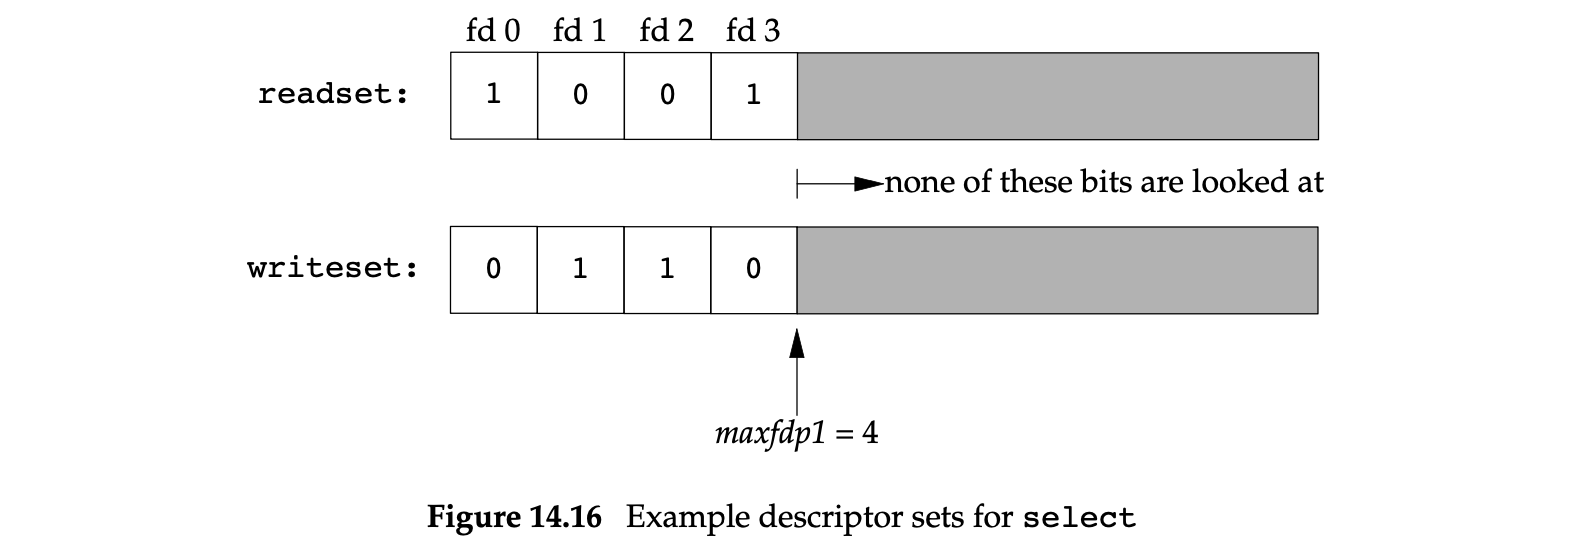 fd 0 fd 1 fd 2 fd 3
readset: 1 0 0 1
none of these bits are looked at
writeset: 0 1 1 0
maxfdp1 = 4
Figure 14.16 Example descriptor sets for select